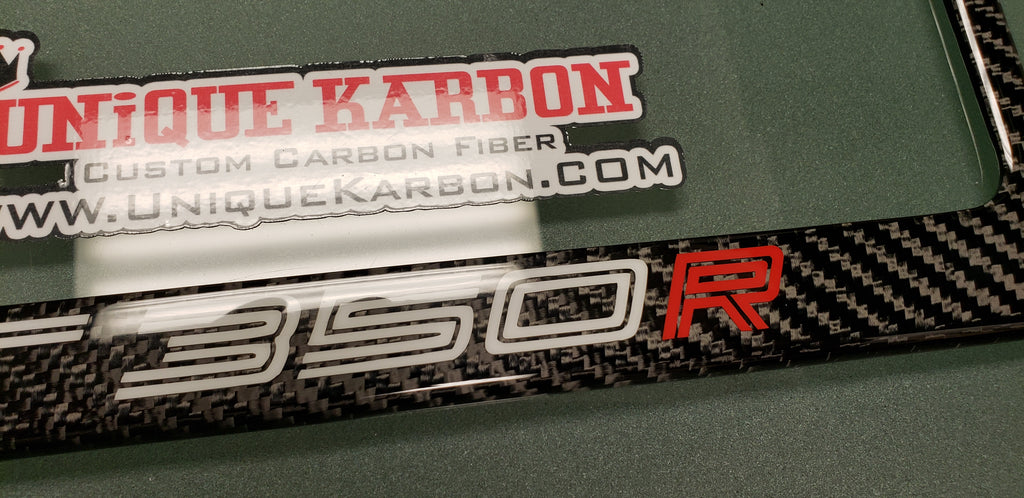 UNiQUE KARBON
CUSTOM CARBON FIBER
WWW.UNIQUEKARBON.COM
350R